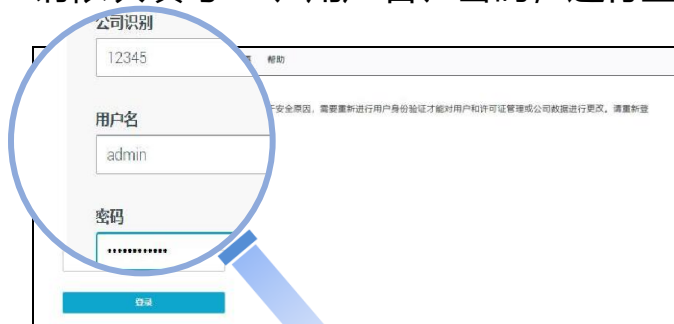 公司识别
12345
帮助
于安全原因，需要重新进行用户身份验证才能对用户和许可证管理或公司数据进行更改。请重新登
用户名
admin
密码
••••••••••••
登录